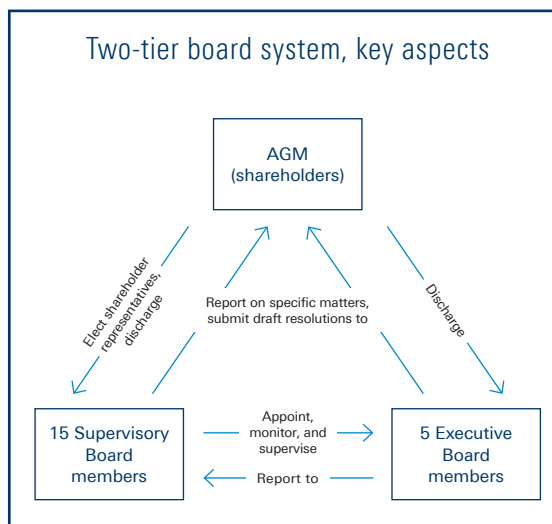 Two-tier board system, key aspects
AGM
(shareholders)
Elect shareholder
representatives,
discharge
Report on specific matters,
submit draft resolutions to
Discharge
15 Supervisory
Board
members
Appoint,
monitor, and
supervise
Report to
5 Executive
Board
members